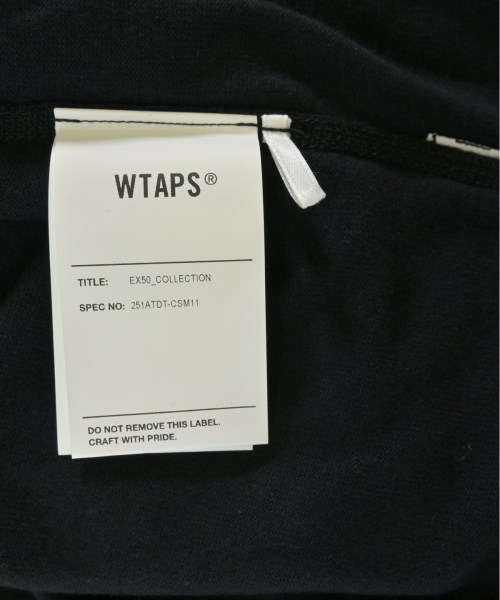 WTAPS®
TITLE: EX50_COLLECTION
SPEC NO: 251ATDT-CSM11
DO NOT REMOVE THIS LABEL.
CRAFT WITH PRIDE.